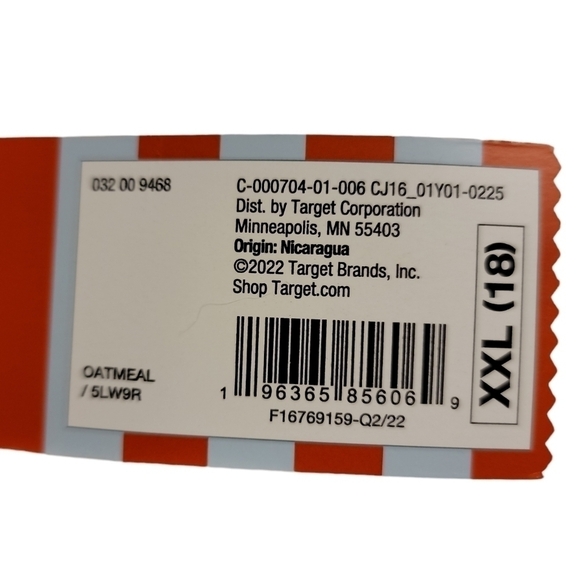 032 00 9468
C-000704-01-006 CJ16_01Y01-0225
Dist. by Target Corporation
Minneapolis, MN 55403
Origin: Nicaragua
©2022 Target Brands, Inc.
Shop Target.com
XXL (18)
OATMEAL
/ 5LW9R
1 96365 85606 9
F16769159-Q2/22